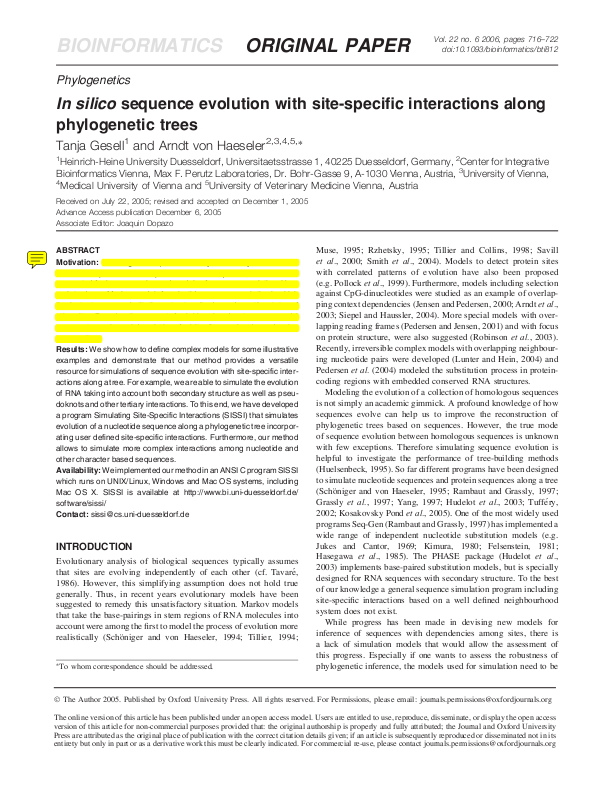 BIOINFORMATICS ORIGINAL PAPER
Vol. 22 no. 6 2006, pages 716–722
doi:10.1093/bioinformatics/bti812
Phylogenetics
In silico sequence evolution with site-specific interactions along
phylogenetic trees
Tanja Gesell1 and Arndt von Haeseler2,3,4,5,*
1Heinrich-Heine University Duesseldorf, Universitaetsstrasse 1, 40225 Duesseldorf, Germany, 2Center for Integrative
Bioinformatics Vienna, Max F. Perutz Laboratories, Dr. Bohr-Gasse 9, A-1030 Vienna, Austria, 3University of Vienna,
4Medical University of Vienna and 5University of Veterinary Medicine Vienna, Austria
Received on July 22, 2005; revised and accepted on December 1, 2005
Advance Access publication December 6, 2005
Associate Editor: Joaquin Dopazo
ABSTRACT
Motivation:
Results: We show how to define complex models for some illustrative
examples and demonstrate that our method provides a versatile
resource for simulations of sequence evolution with site-specific inter-
actions along a tree. For example, we are able to simulate the evolution
of RNA taking into account both secondary structure as well as pseu-
doknots and other tertiary interactions. To this end, we have developed
a program Simulating Site-Specific Interactions (SISSI) that simulates
evolution of a nucleotide sequence along a phylogenetic tree incorpor-
ating user defined site-specific interactions. Furthermore, our method
allows to simulate more complex interactions among nucleotide and
other character based sequences.
Availability: We implemented our method in an ANSI C program SISSI
which runs on UNIX/Linux, Windows and Mac OS systems, including
Mac OS X. SISSI is available at http://www.bi.uni-duesseldorf.de/
software/sissi/
Contact: sissi@cs.uni-duesseldorf.de
INTRODUCTION
Evolutionary analysis of biological sequences typically assumes
that sites are evolving independently of each other (cf. Tavaré,
1986). However, this simplifying assumption does not hold true
generally. Thus, in recent years evolutionary models have been
suggested to remedy this unsatisfactory situation. Markov models
that take the base-pairings in stem regions of RNA molecules into
account were among the first to model the process of evolution more
realistically (Schöniger and von Haeseler, 1994; Tillier, 1994;
*To whom correspondence should be addressed.
Muse, 1995; Rzhetsky, 1995; Tillier and Collins, 1998; Savill
et al., 2000; Smith et al., 2004). Models to detect protein sites
with correlated patterns of evolution have also been proposed
(e.g. Pollock et al., 1999). Furthermore, models including selection
against CpG-dinucleotides were studied as an example of overlap-
ping context dependencies (Jensen and Pedersen, 2000; Arndt et al.,
2003; Siepel and Haussler, 2004). More special models with over-
lapping reading frames (Pedersen and Jensen, 2001) and with focus
on protein structure, were also suggested (Robinson et al., 2003).
Recently, irreversible complex models with overlapping neighbour-
ing nucleotide pairs were developed (Lunter and Hein, 2004) and
Pedersen et al. (2004) modeled the substitution process in protein-
coding regions with embedded conserved RNA structures.
Modeling the evolution of a collection of homologous sequences
is not simply an academic gimmick. A profound knowledge of how
sequences evolve can help us to improve the reconstruction of
phylogenetic trees based on sequences. However, the true mode
of sequence evolution between homologous sequences is unknown
with few exceptions. Therefore simulating sequence evolution is
helpful to investigate the performance of tree-building methods
(Huelsenbeck, 1995). So far different programs have been designed
to simulate nucleotide sequences and protein sequences along a tree
(Schöniger and von Haeseler, 1995; Rambaut and Grassly, 1997;
Grassly et al., 1997; Yang, 1997; Hudelot et al., 2003; Tufféry,
2002; Kosakovsky Pond et al., 2005). One of the most widely used
programs Seq-Gen (Rambaut and Grassly, 1997) has implemented a
wide range of independent nucleotide substitution models (e.g.
Jukes and Cantor, 1969; Kimura, 1980; Felsenstein, 1981;
Hasegawa et al., 1985). The PHASE package (Hudelot et al.,
2003) implements base-paired substitution models, but is specially
designed for RNA sequences with secondary structure. To the best
of our knowledge a general sequence simulation program including
site-specific interactions based on a well defined neighbourhood
system does not exist.
While progress has been made in devising new models for
inference of sequences with dependencies among sites, there is
a lack of simulation models that would allow the assessment of
this progress. Especially if one wants to assess the robustness of
phylogenetic inference, the models used for simulation need to be
© The Author 2005. Published by Oxford University Press. All rights reserved. For Permissions, please email: journals.permissions@oxfordjournals.org
The online version of this article has been published under an open access model. Users are entitled to use, reproduce, disseminate, or display the open access
version of this article for non-commercial purposes provided that: the original authorship is properly and fully attributed; the Journal and Oxford University
Press are attributed as the original place of publication with the correct citation details given; if an article is subsequently reproduced or disseminated not in its
entirety but only in part or as a derivative work this must be clearly indicated. For commercial re-use, please contact journals.permissions@oxfordjournals.org